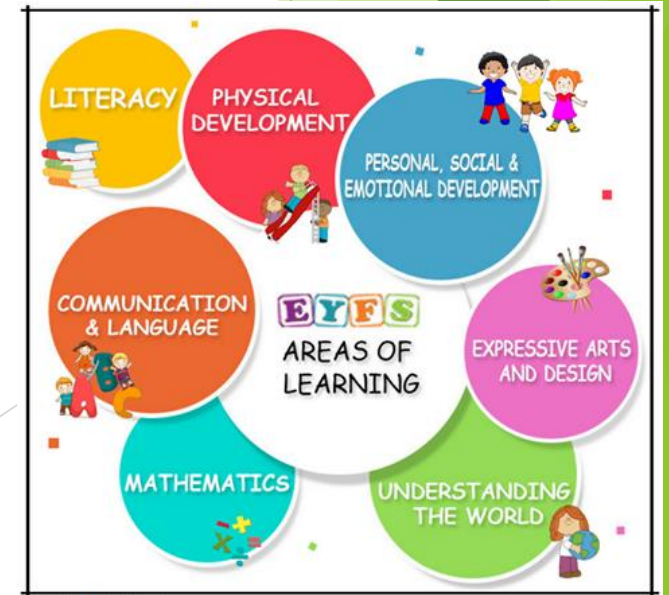 LITERACY
PHYSICAL
DEVELOPMENT
PERSONAL, SOCIAL &
EMOTIONAL DEVELOPMENT
COMMUNICATION
& LANGUAGE
ABC
EYFS
AREAS OF
LEARNING
EXPRESSIVE ARTS
AND DESIGN
MATHEMATICS
UNDERSTANDING
THE WORLD